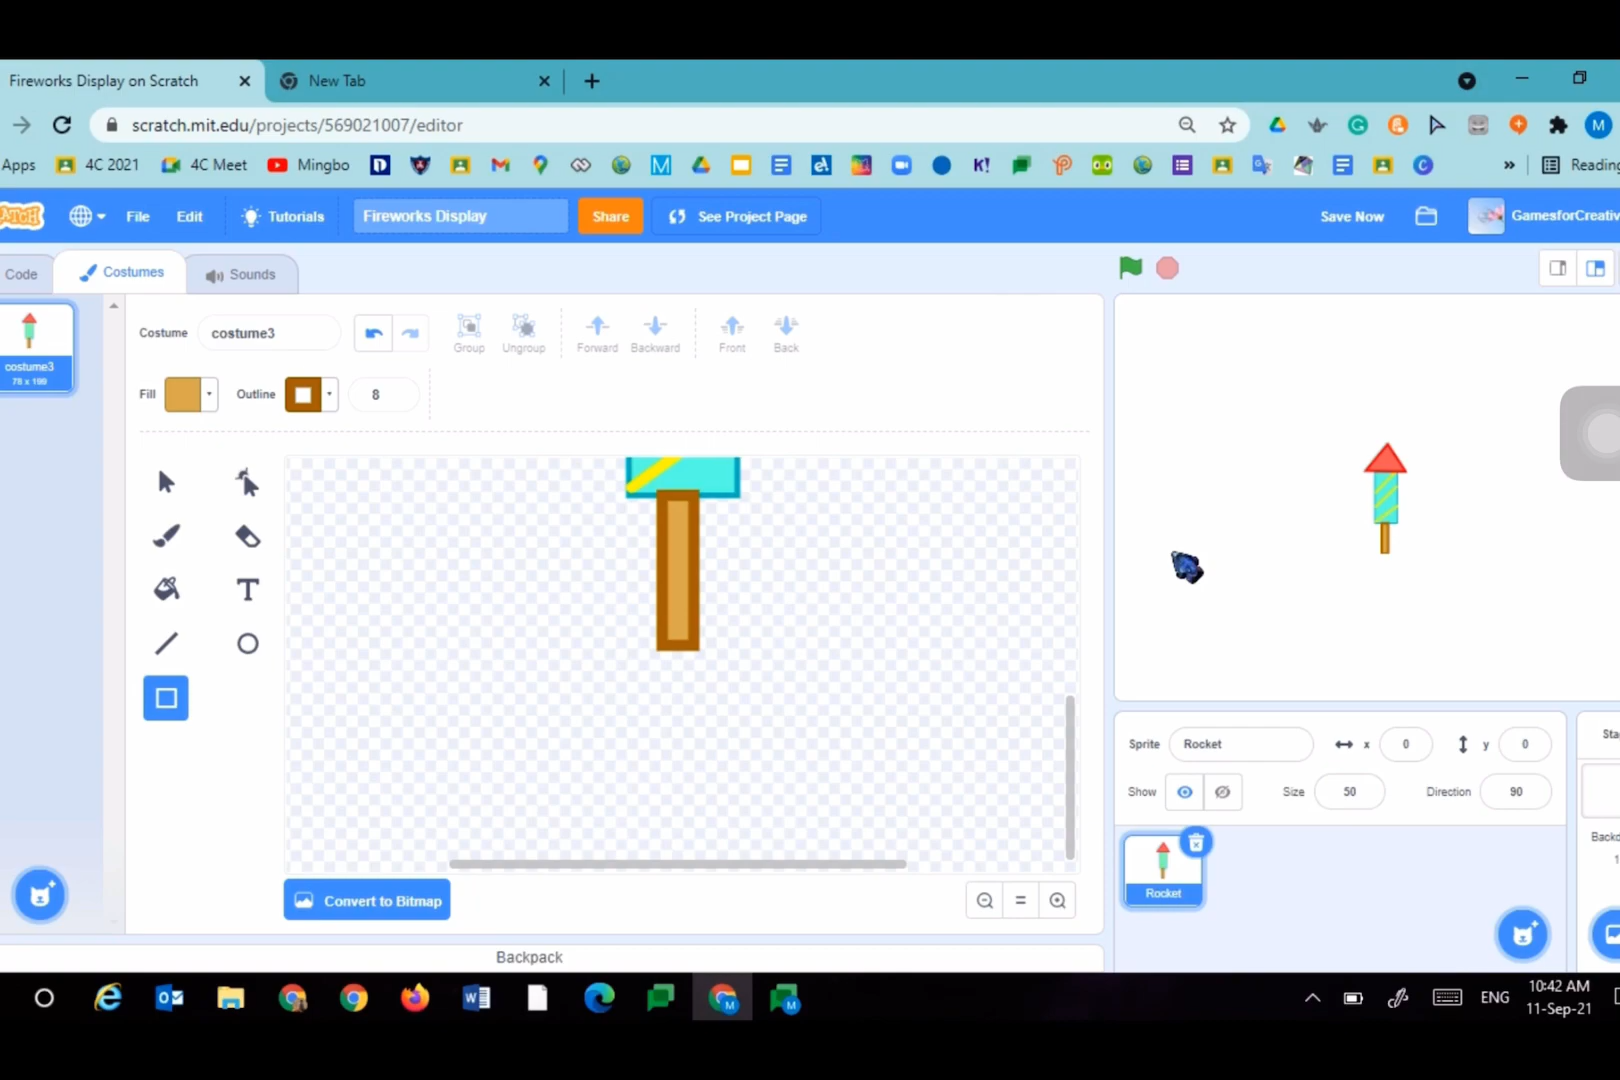 Fireworks Display on Scratch
New Tab
scratch.mit.edu/projects/569021007/editor
M
Apps
4C 2021
4C Meet
Mingbo
K!
Reading
File
Edit
Tutorials
Fireworks Display
Share
See Project Page
Save Now
GamesforCreativ
Code
Costumes
Sounds
costume3
78 x 199
Costume
costume3
Group
Ungroup
Forward
Backward
Front
Back
Fill
Outline
8
T
Convert to Bitmap
Backpack
Sprite
Rocket
x
0
y
0
Show
Size
50
Direction
90
Rocket
Sta
Backd
1
ENG
10:42 AM
11-Sep-21